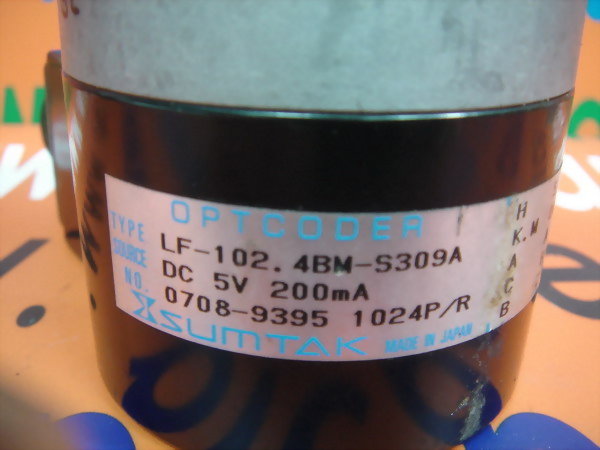 OPTCODER
TYPE LF-102.4BM-S309A
SOURCE DC 5V 200mA
NO. 0708-9395 1024P/R
SUMTAK MADE IN JAPAN
H
K.M
A
C
B